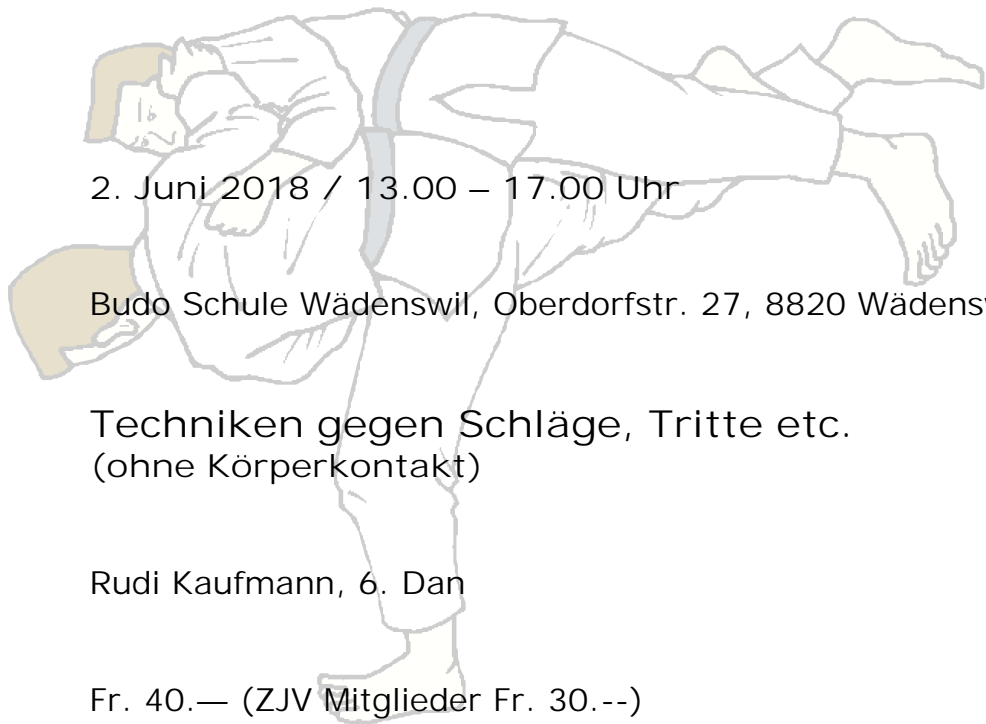 2. Juni 2018 / 13.00 – 17.00 Uhr
Budo Schule Wädenswil, Oberdorfstr. 27, 8820
Techniken gegen Schläge, Tritte etc.
(ohne Körperkontakt)
Rudi Kaufmann, 6. Dan
Fr. 40.— (ZJV Mitglieder Fr. 30.--)